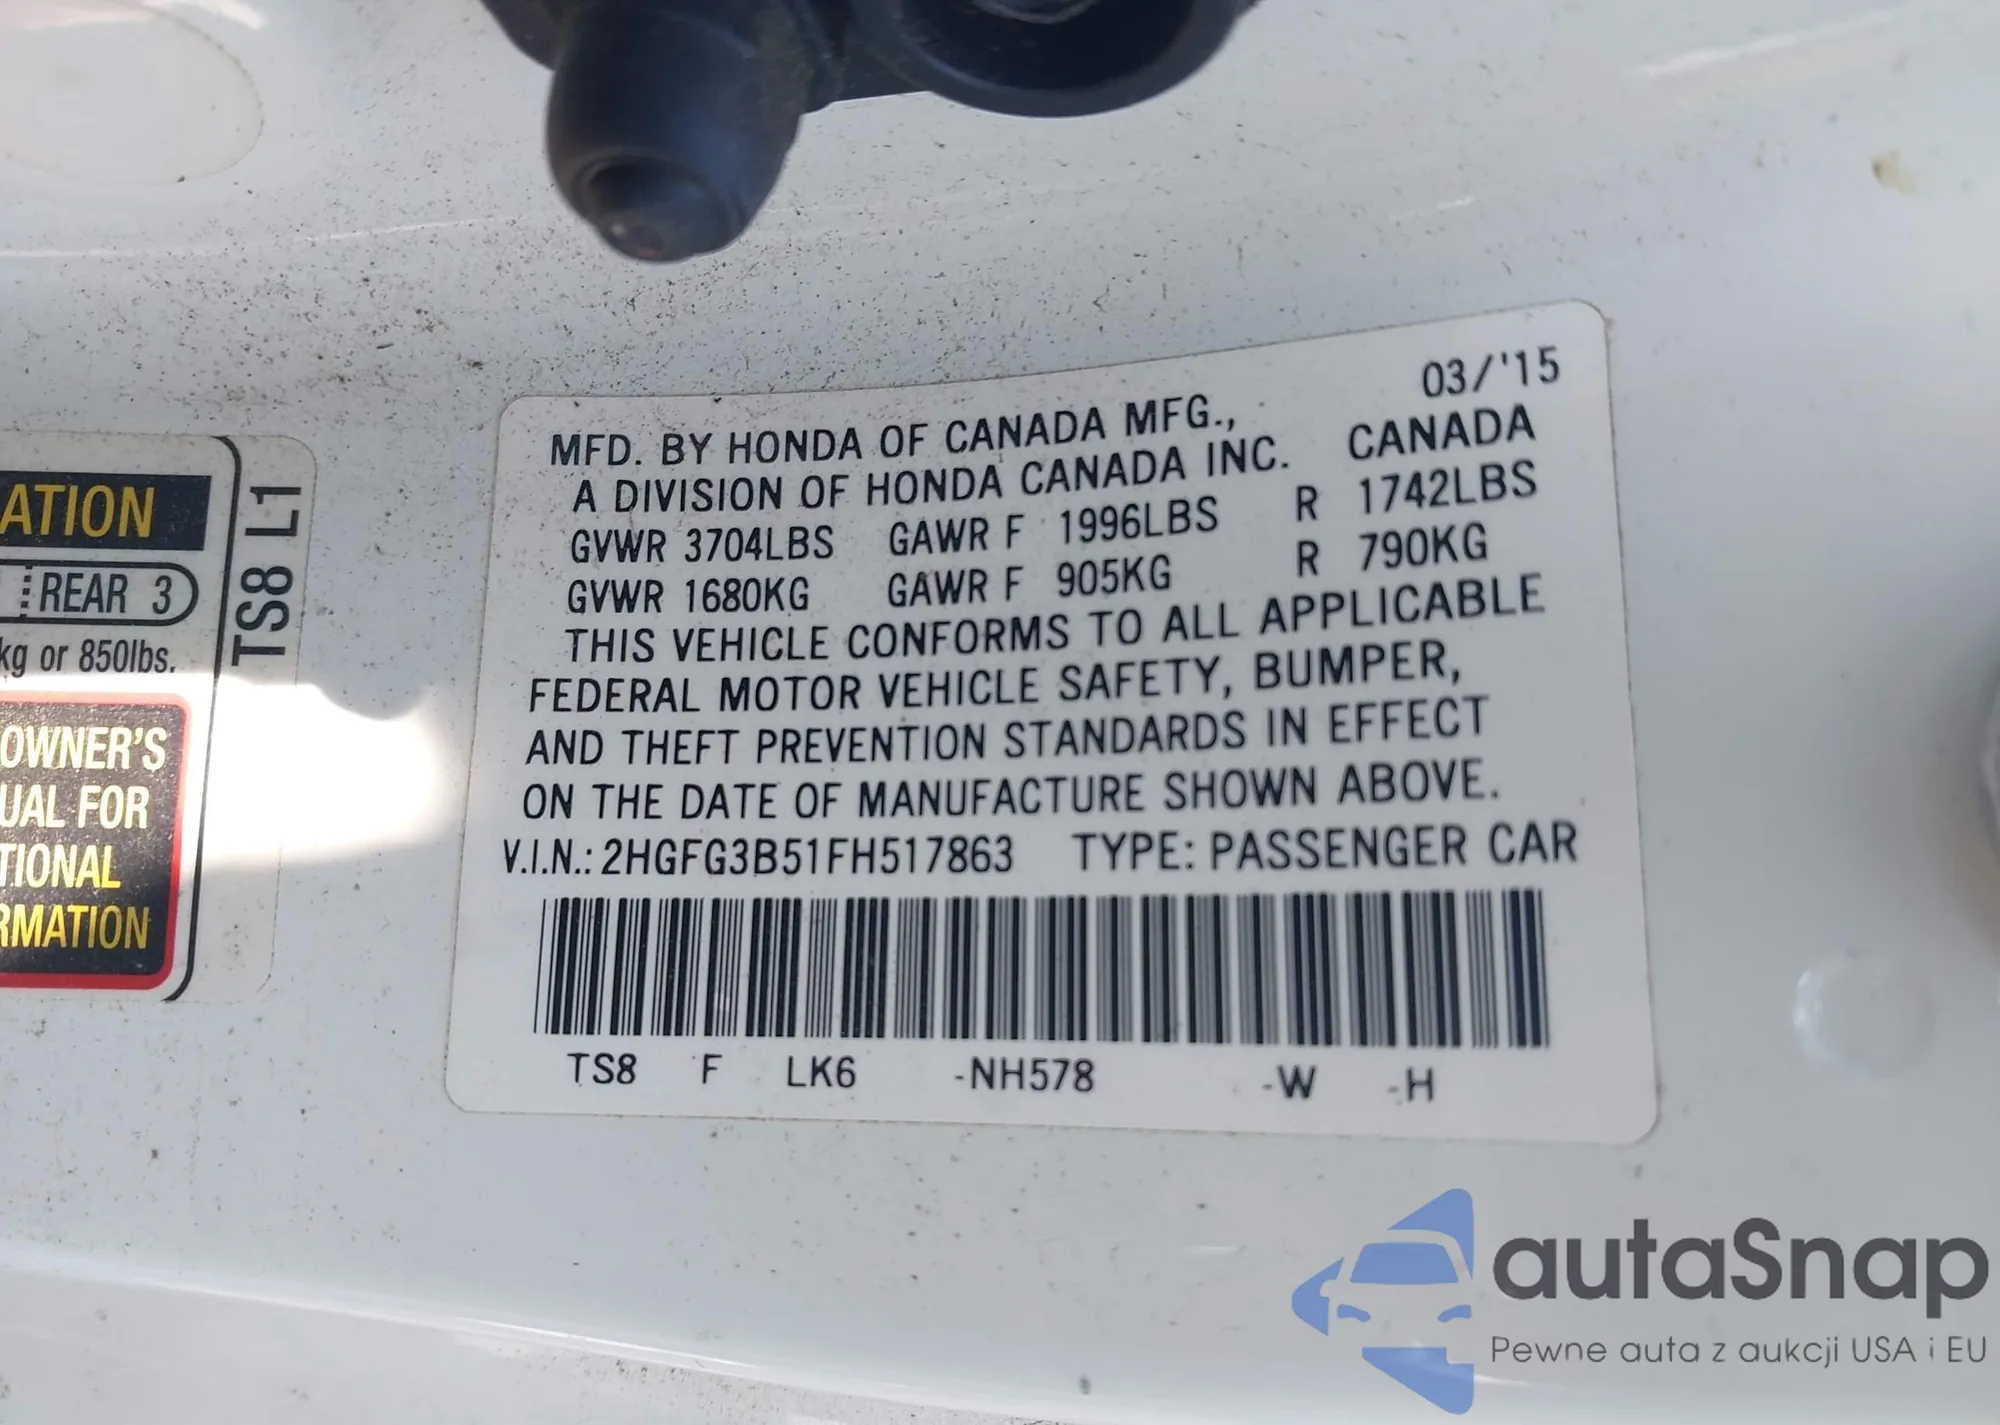 ATION
REAR 3
kg or 850lbs.
OWNER'S
UAL FOR
TIONAL
RMATION
TS8 L1
03/'15
MFD. BY HONDA OF CANADA MFG.,
A DIVISION OF HONDA CANADA INC. CANADA
GVWR 3704LBS GAWR F 1996LBS R 1742LBS
GVWR 1680KG GAWR F 905KG R 790KG
THIS VEHICLE CONFORMS TO ALL APPLICABLE
FEDERAL MOTOR VEHICLE SAFETY, BUMPER,
AND THEFT PREVENTION STANDARDS IN EFFECT
ON THE DATE OF MANUFACTURE SHOWN ABOVE.
V.I.N.: 2HGFG3B51FH517863 TYPE: PASSENGER CAR
TS8 F LK6 -NH578 -W -H
autaSnap
Pewne auta z aukcji USA i EU